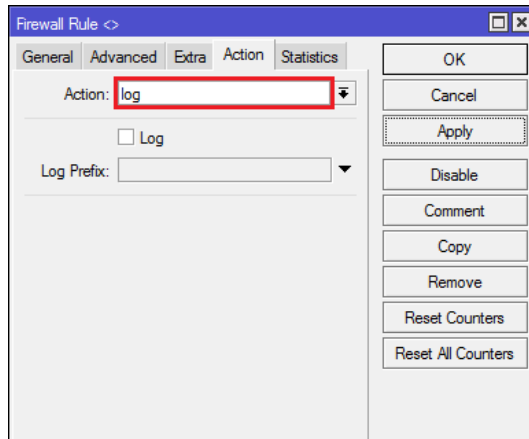 Firewall Rule <>
General Advanced Extra Action Statistics
Action: log
Log
Log Prefix:
OK
Cancel
Apply
Disable
Comment
Copy
Remove
Reset Counters
Reset All Counters